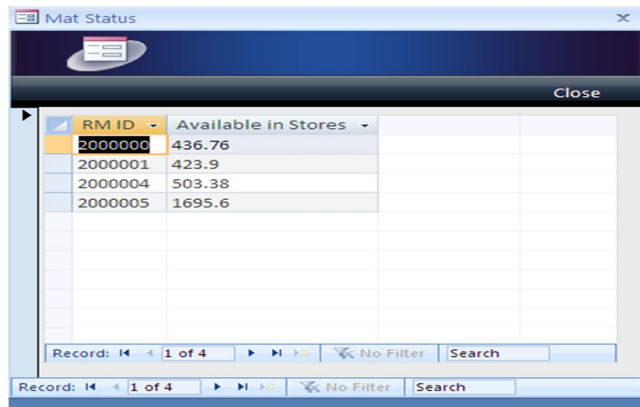 Mat Status
Close
RM ID Available in Stores
2000000 436.76
2000001 423.9
2000004 503.38
2000005 1695.6
Record: 1 of 4 No Filter Search
Record: 1 of 4 No Filter Search